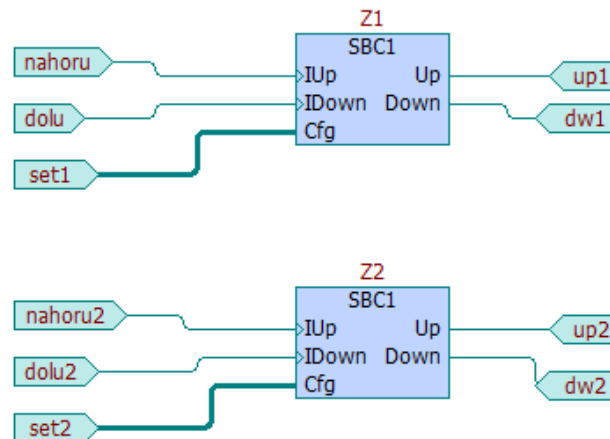 Z1
SBC1
nahoru
IUp Up
up1
dolu
IDown Down
dw1
Cfg
set1
Z2
SBC1
nahoru2
IUp Up
up2
dolu2
IDown Down
dw2
Cfg
set2